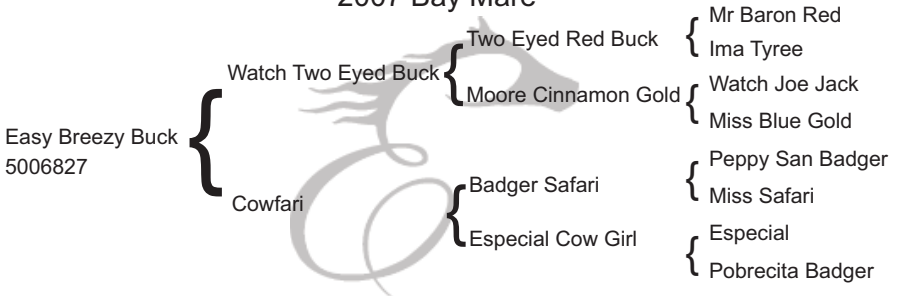 2007 Bay Mare
Mr Baron Red
Two Eyed Red Buck
Ima Tyree
Watch Two Eyed Buck
Watch Joe Jack
Moore Cinnamon Gold
Miss Blue Gold
Easy Breezy Buck
5006827
Peppy San Badger
Badger Safari
Miss Safari
Cowfari
Especial
Especial Cow Girl
Pobrecita Badger